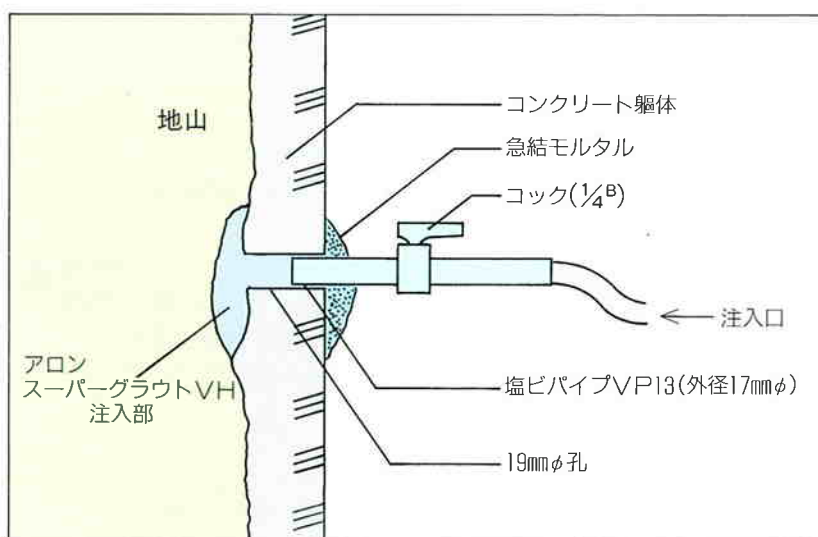 地山
コンクリート躯体
急結モルタル
コック(1/4B)
注入口
アロン
スーパーグラウトVH
注入部
塩ビパイプVP13(外径17mmφ)
19mmφ孔